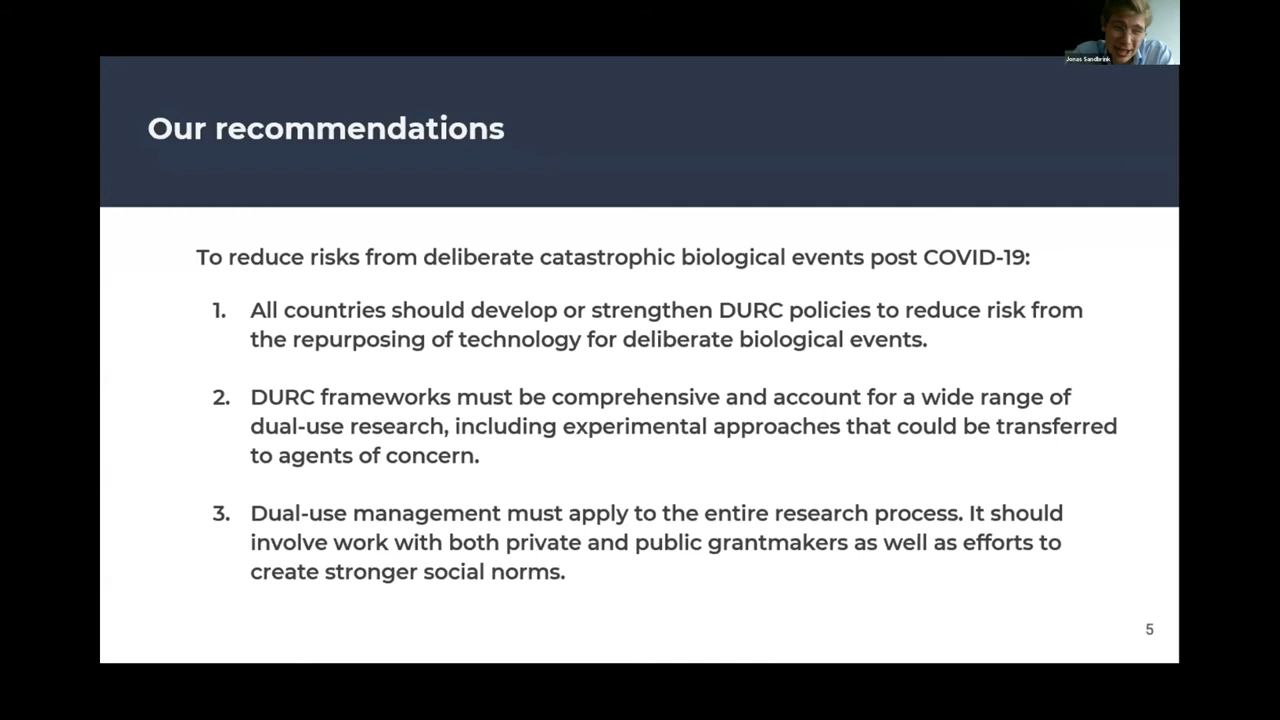 Jonas Sandbrink
Our recommendations
To reduce risks from deliberate catastrophic biological events post COVID-19:
1. All countries should develop or strengthen DURC policies to reduce risk from
the repurposing of technology for deliberate biological events.
2. DURC frameworks must be comprehensive and account for a wide range of
dual-use research, including experimental approaches that could be transferred
to agents of concern.
3. Dual-use management must apply to the entire research process. It should
involve work with both private and public grantmakers as well as efforts to
create stronger social norms.
5